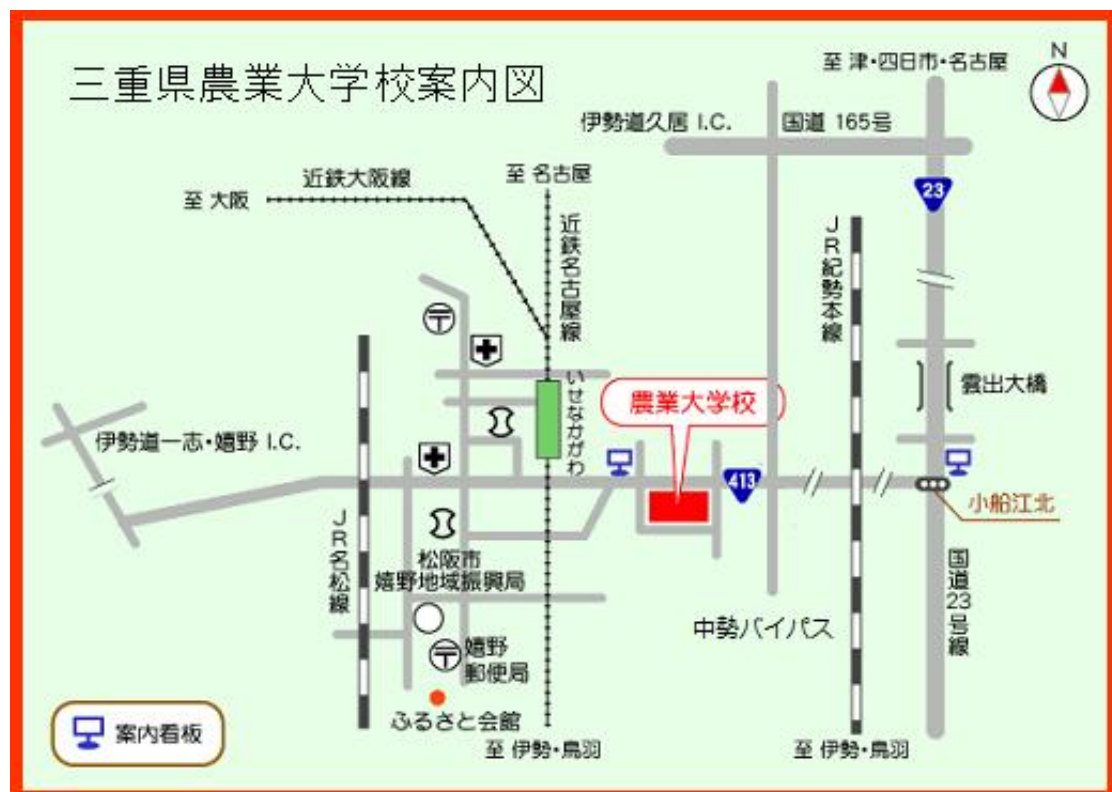 三重県農業大学校案内図
N
至 津・四日市・名古屋
伊勢道久居 I.C.
国道 165号
23
近鉄大阪線
至 大阪
至 名古屋
近鉄名古屋線
JR紀勢本線
雲出大橋
いせなかがわ
農業大学校
伊勢道一志・嬉野 I.C.
413
小船江北
JR名松線
松阪市
嬉野地域振興局
国道23号線
中勢バイパス
嬉野
郵便局
ふるさと会館
案内看板
至 伊勢・鳥羽
至 伊勢・鳥羽